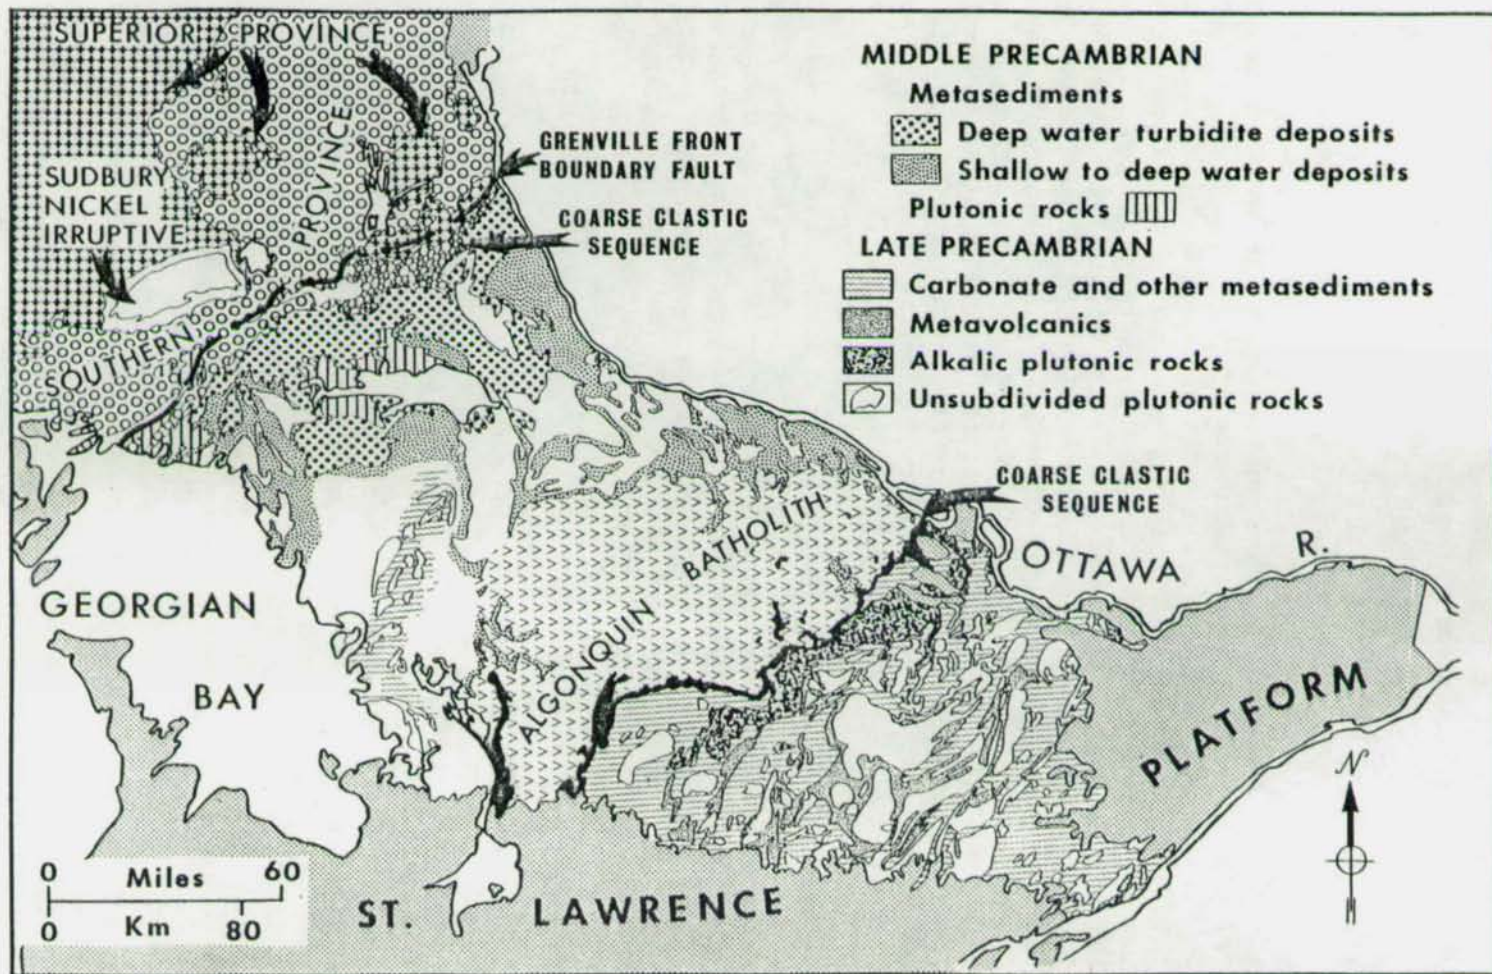 SUPERIOR PROVINCE
MIDDLE PRECAMBRIAN
Metasediments
Deep water turbidite deposits
Shallow to deep water deposits
Plutonic rocks
LATE PRECAMBRIAN
Carbonate and other metasediments
Metavolcanics
Alkalic plutonic rocks
Unsubdivided plutonic rocks
GRENVILLE FRONT
BOUNDARY FAULT
COARSE CLASTIC
SEQUENCE
SUDBURY
NICKEL
IRRUPTIVE
SOUTHERN PROVINCE
COARSE CLASTIC
SEQUENCE
OTTAWA R.
ALGONQUIN BATHOLITH
GEORGIAN
BAY
ST. LAWRENCE PLATFORM
0 Miles 60
0 Km 80
N